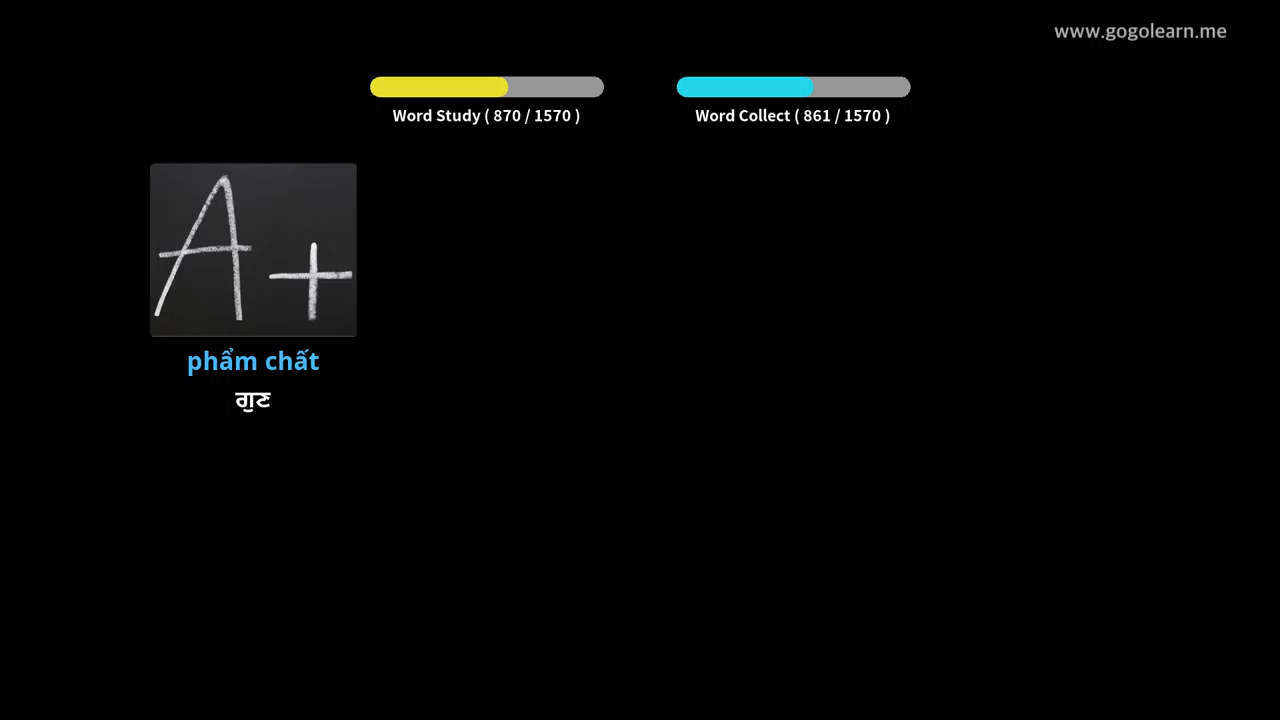 www.gogolearn.me
Word Study ( 870 / 1570 )
Word Collect ( 861 / 1570 )
A+
phẩm chất
ਗੁਣ